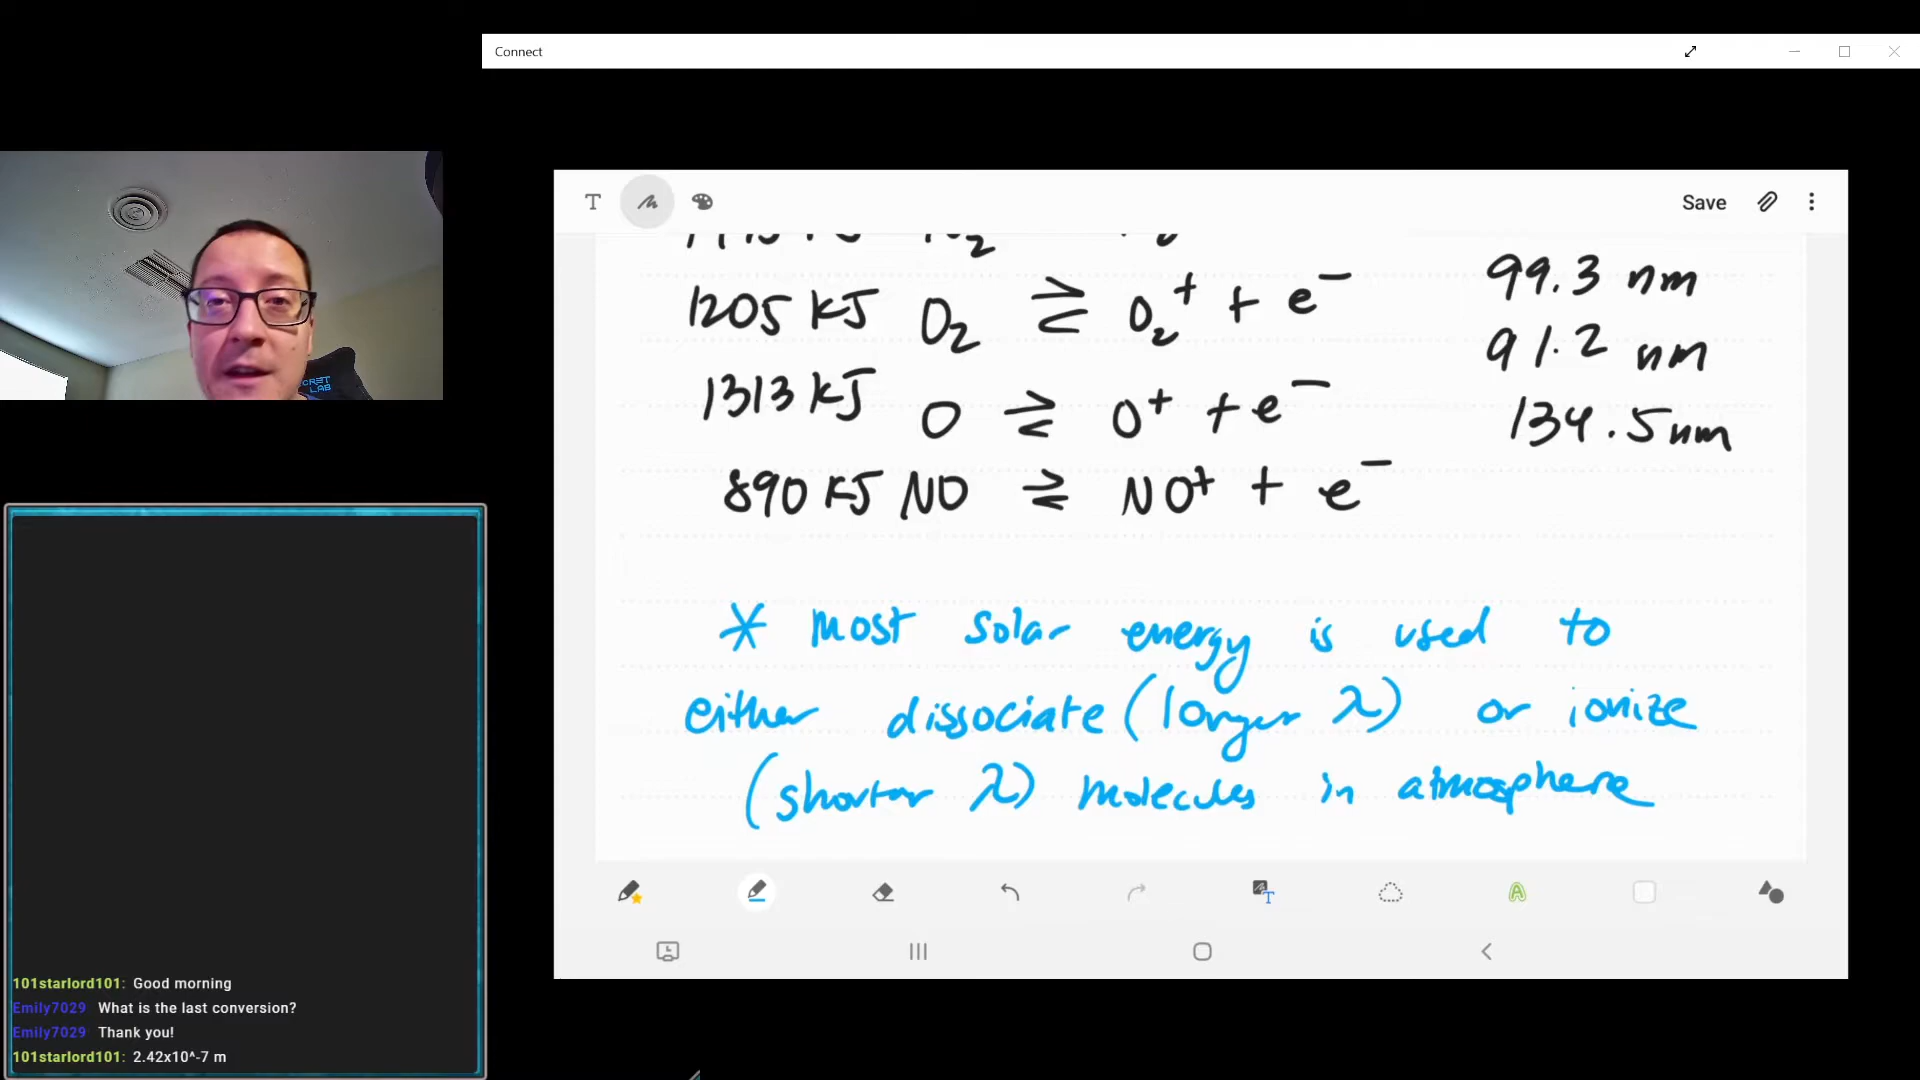 Connect
T
Save
1205 kJ O₂ ⇌ O₂⁺ + e⁻
99.3 nm
1313 kJ O ⇌ O⁺ + e⁻
91.2 nm
890 kJ NO ⇌ NO⁺ + e⁻
134.5 nm
* most solar energy is used to
either dissociate (longer λ) or ionize
(shorter λ) molecules in atmosphere
CRET
LAB
101starlord101: Good morning
Emily7029 What is the last conversion?
Emily7029 Thank you!
101starlord101: 2.42x10^-7 m